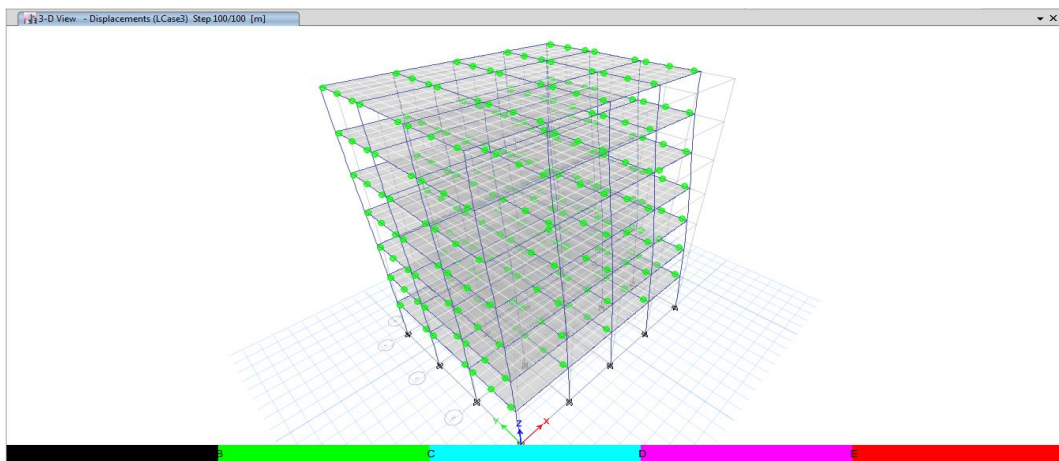 3-D View - Displacements (LCase3) Step 100/100 [m]
Z
Y
X
B
C
D
E